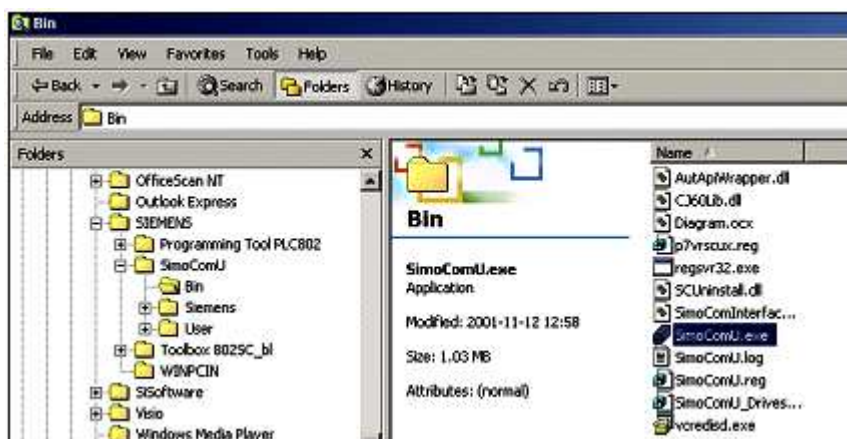 Bin
File Edit View Favorites Tools Help
Back Search Folders History
Address Bin
Folders x
OfficeScan NT
Outlook Express
SIEMENS
Programming Tool PLC802
SimoComU
Bin
Siemens
User
Toolbox 802SC_bl
WINPCIN
SiSoftware
Visio
Windows Media Player
Bin
SimoComU.exe
Application
Modified: 2001-11-12 12:58
Size: 1.03 MB
Attributes: (normal)
Name
AutApiWrapper.dll
CJ60Lib.dll
Diagram.ocx
p7vrscux.reg
regsvr32.exe
SCUninstall.dll
SimoComInterfac...
SimoComU.exe
SimoComU.log
SimoComU.reg
SimoComU_Drives...
vcredisd.exe